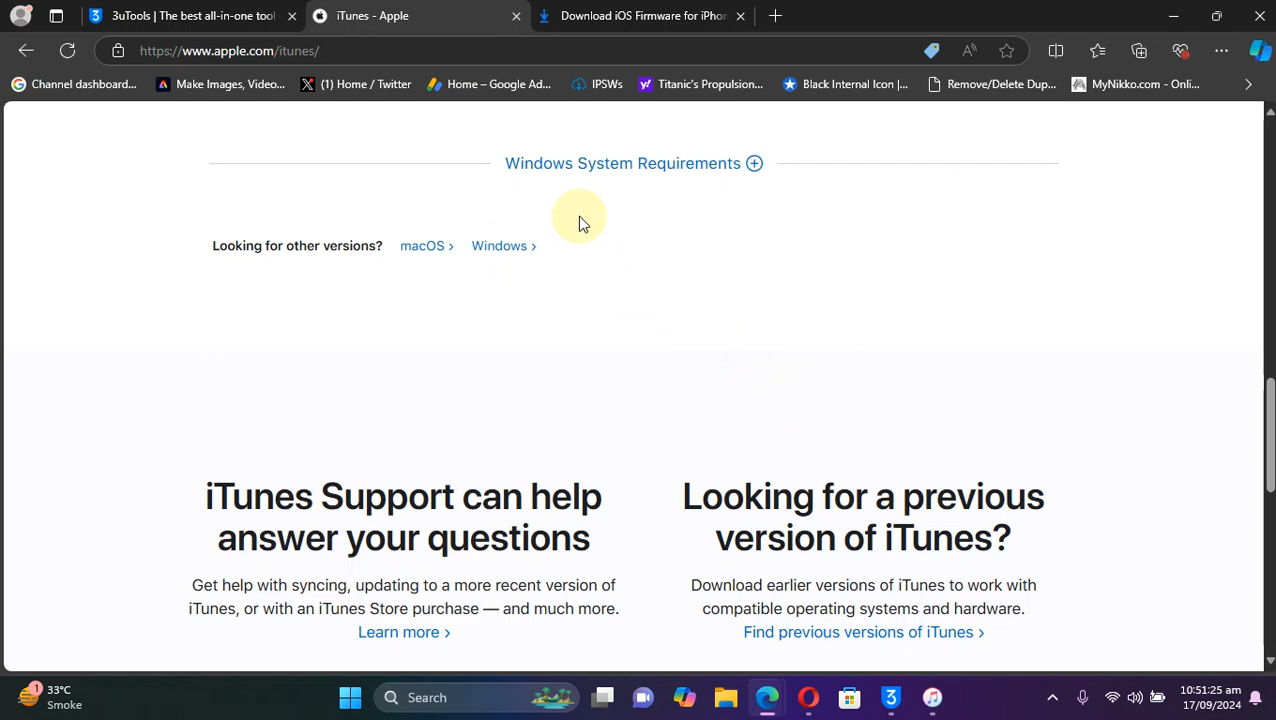 3uTools | The best all-in-one tool
iTunes - Apple
Download iOS Firmware for iPhon
https://www.apple.com/itunes/
Channel dashboard...
Make Images, Video...
(1) Home / Twitter
Home – Google Ad...
IPSWs
Titanic's Propulsion...
Black Internal Icon |...
Remove/Delete Dup...
MyNikko.com - Onli...
Windows System Requirements
Looking for other versions? macOS › Windows ›
iTunes Support can help
answer your questions
Get help with syncing, updating to a more recent version of
iTunes, or with an iTunes Store purchase — and much more.
Learn more ›
Looking for a previous
version of iTunes?
Download earlier versions of iTunes to work with
compatible operating systems and hardware.
Find previous versions of iTunes ›
1
33°C
Smoke
Search
10:51:25 am
17/09/2024